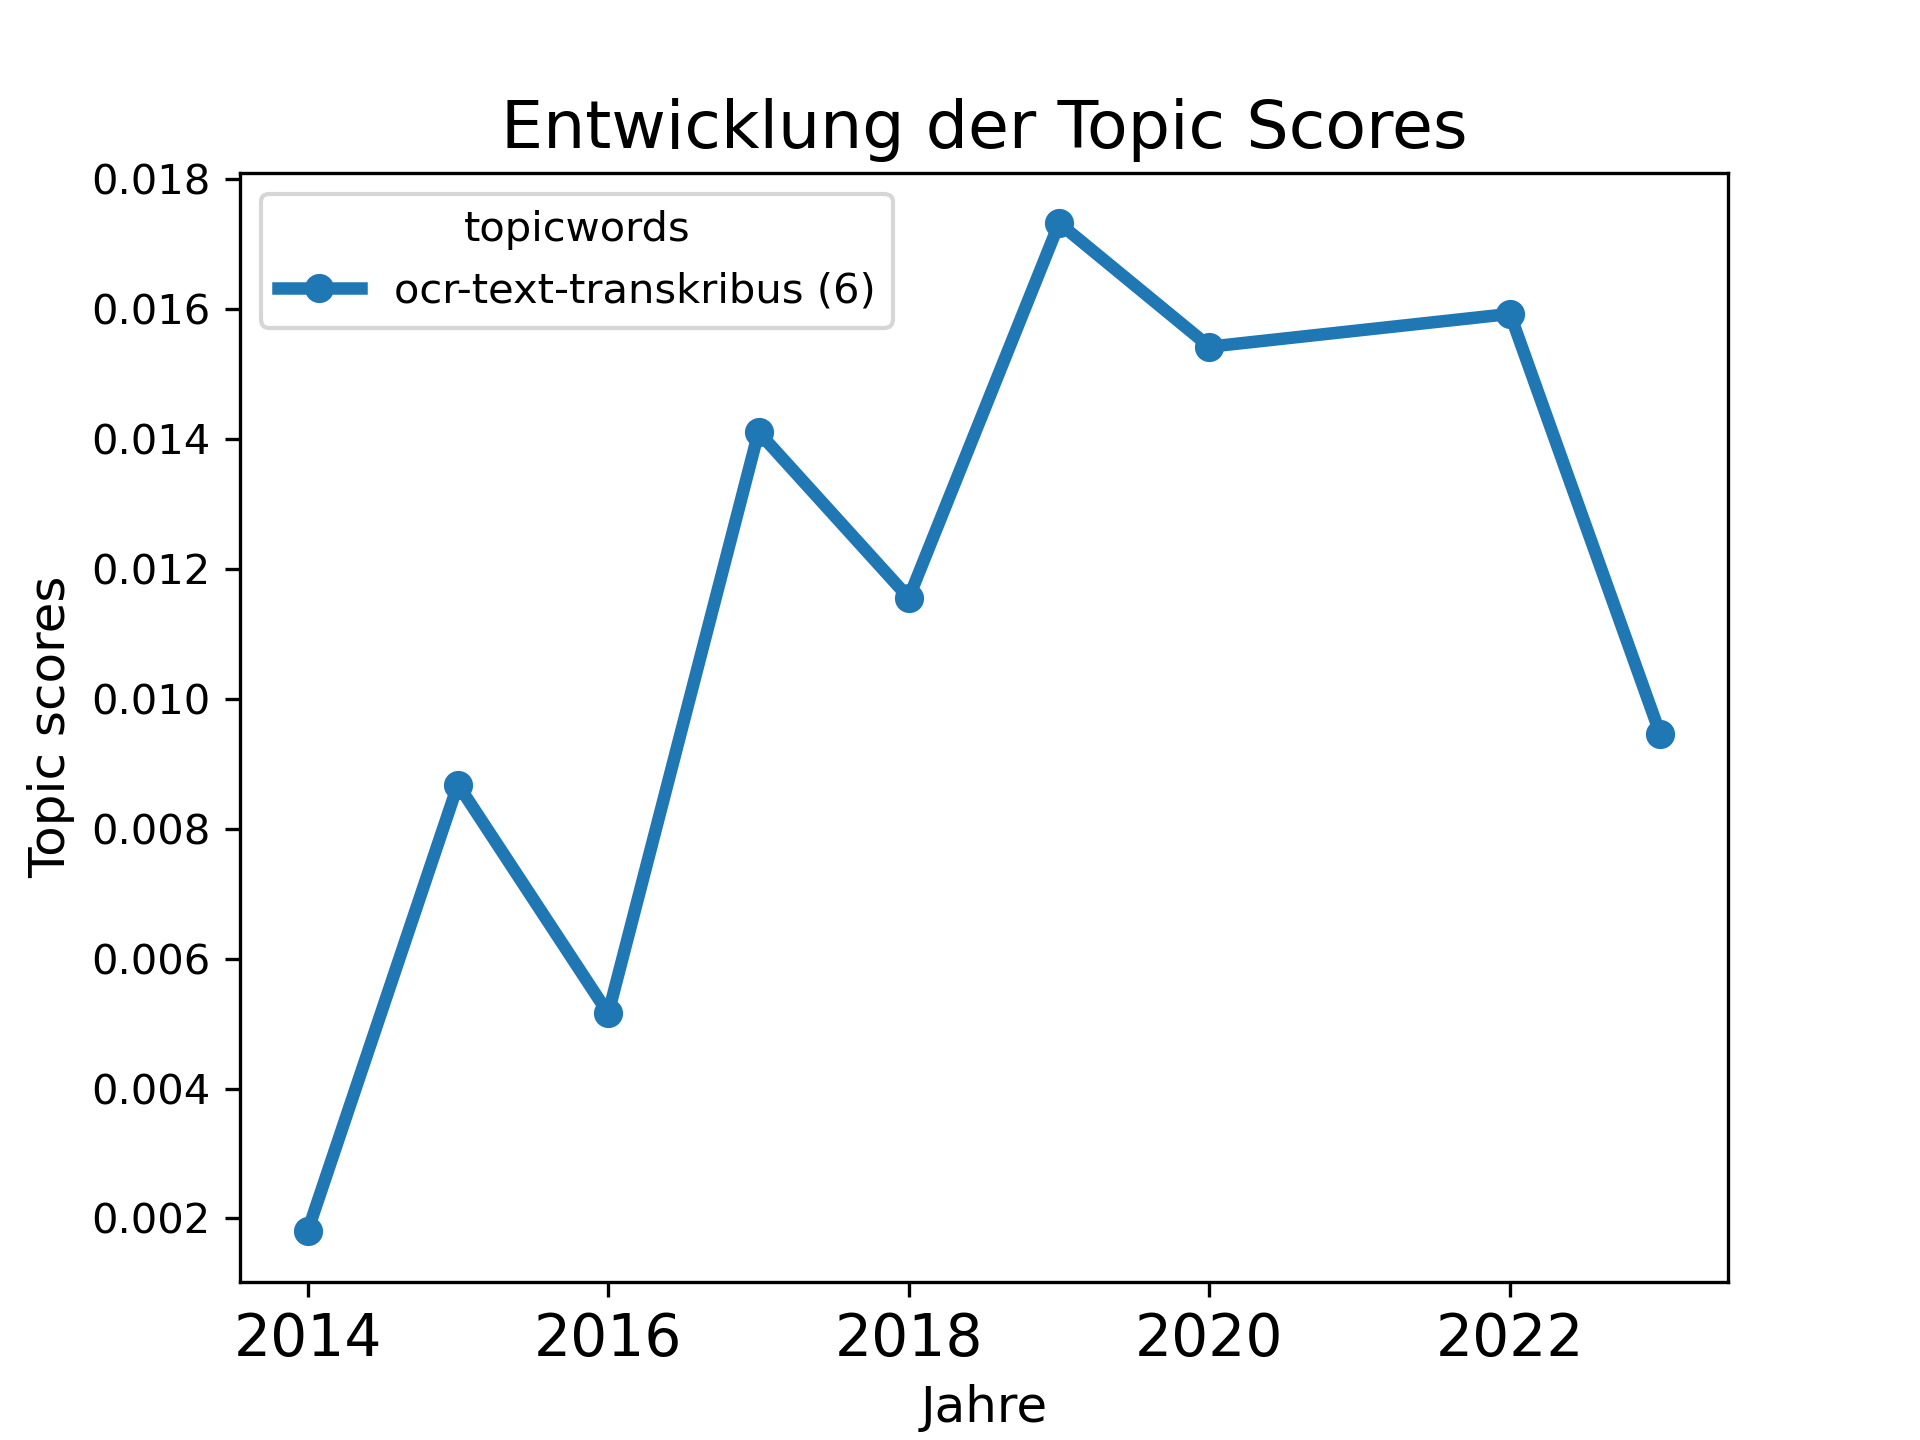 Entwicklung der Topic Scores
topicwords
ocr-text-transkribus (6)
Topic scores
0.018
0.016
0.014
0.012
0.010
0.008
0.006
0.004
0.002
2014 2016 2018 2020 2022
Jahre